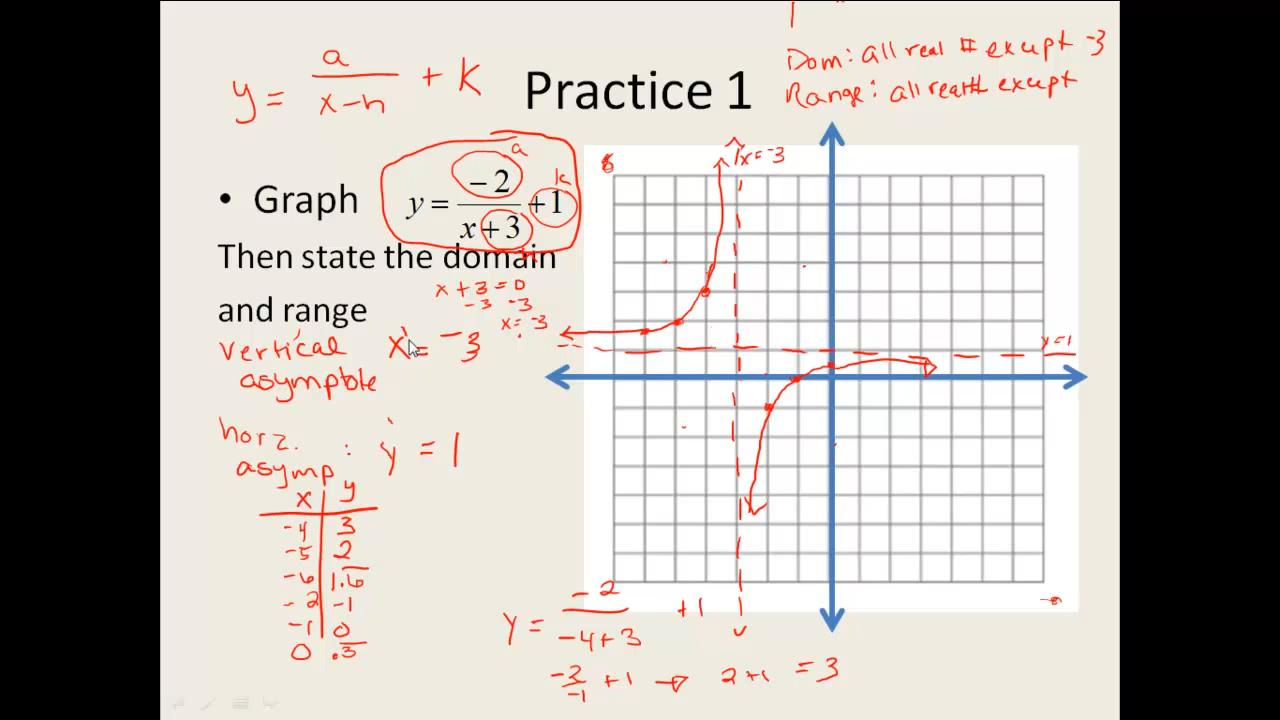 Dom: all real # except -3
Range: all real # except
y = a / x-h + k
Practice 1
• Graph y = -2 / x+3 +1
a
k
h
Then state the domain
and range
x + 3 = 0
-3 -3
x = -3
vertical x = -3
asymptote
horz. : y = 1
asymp
x y
-4 3
-5 2
-6 1.6̅
-2 -1
-1 0
0 .3̅
x=-3
x=1
y = -2 / -4+3 +1
-2/-1 +1 → 2+1 = 3